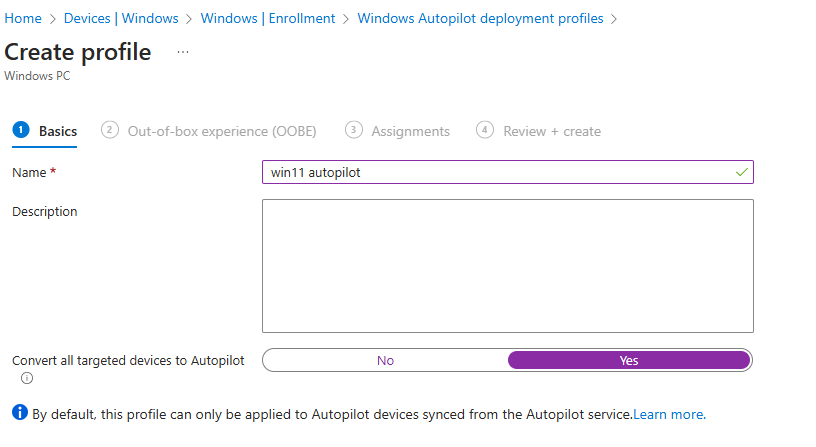 Home > Devices | Windows > Windows | Enrollment > Windows Autopilot deployment profiles >
Create profile ...
Windows PC
1 Basics 2 Out-of-box experience (OOBE) 3 Assignments 4 Review + create
Name * win11 autopilot
Description
Convert all targeted devices to Autopilot No Yes
By default, this profile can only be applied to Autopilot devices synced from the Autopilot service.Learn more.